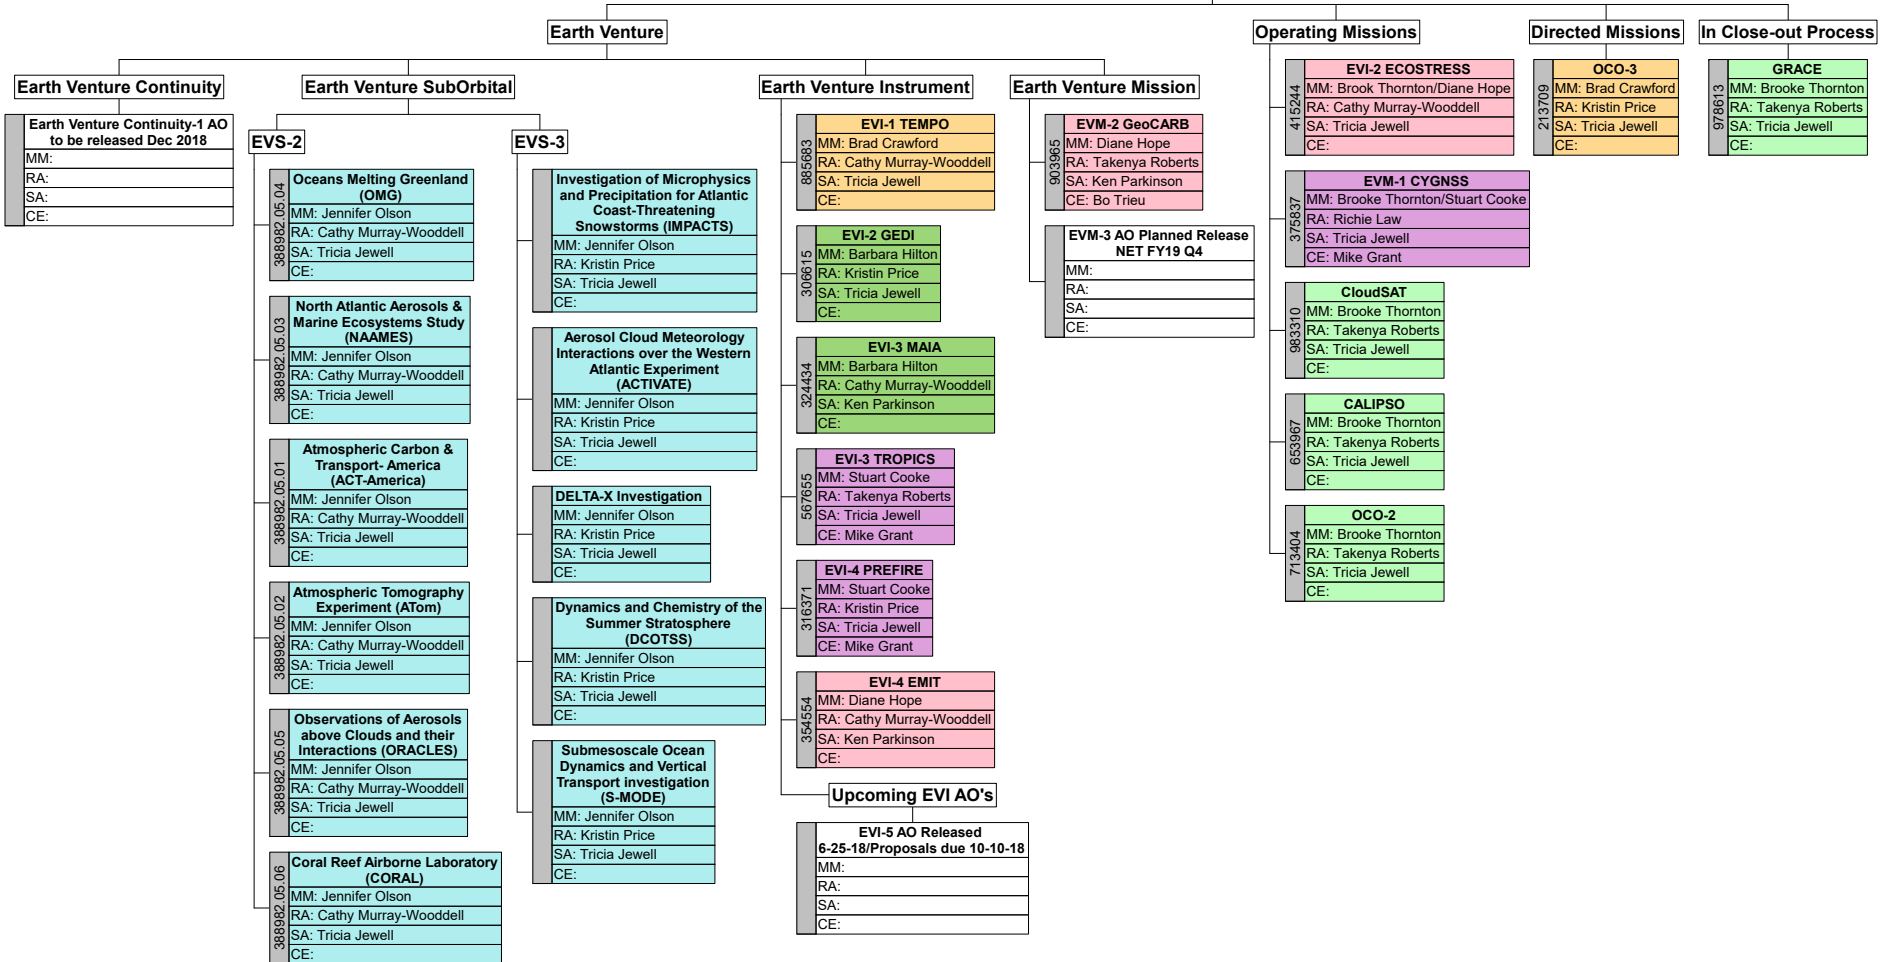 Earth Venture
Operating Missions
Directed Missions
In Close-out Process
Earth Venture Continuity
Earth Venture SubOrbital
Earth Venture Instrument
Earth Venture Mission
Earth Venture Continuity-1 AO
to be released Dec 2018
MM:
RA:
SA:
CE:
EVS-2
388982.05.04
Oceans Melting Greenland
(OMG)
MM: Jennifer Olson
RA: Cathy Murray-Wooddell
SA: Tricia Jewell
CE:
388982.05.03
North Atlantic Aerosols &
Marine Ecosystems Study
(NAAMES)
MM: Jennifer Olson
RA: Cathy Murray-Wooddell
SA: Tricia Jewell
CE:
388982.05.01
Atmospheric Carbon &
Transport- America
(ACT-America)
MM: Jennifer Olson
RA: Cathy Murray-Wooddell
SA: Tricia Jewell
CE:
388982.05.02
Atmospheric Tomography
Experiment (ATom)
MM: Jennifer Olson
RA: Cathy Murray-Wooddell
SA: Tricia Jewell
CE:
388982.05.05
Observations of Aerosols
above Clouds and their
Interactions (ORACLES)
MM: Jennifer Olson
RA: Cathy Murray-Wooddell
SA: Tricia Jewell
CE:
388982.05.06
Coral Reef Airborne Laboratory
(CORAL)
MM: Jennifer Olson
RA: Cathy Murray-Wooddell
SA: Tricia Jewell
CE:
EVS-3
Investigation of Microphysics
and Precipitation for Atlantic
Coast-Threatening
Snowstorms (IMPACTS)
MM: Jennifer Olson
RA: Kristin Price
SA: Tricia Jewell
CE:
Aerosol Cloud Meteorology
Interactions over the Western
Atlantic Experiment
(ACTIVATE)
MM: Jennifer Olson
RA: Kristin Price
SA: Tricia Jewell
CE:
DELTA-X Investigation
MM: Jennifer Olson
RA: Kristin Price
SA: Tricia Jewell
CE:
Dynamics and Chemistry of the
Summer Stratosphere
(DCOTSS)
MM: Jennifer Olson
RA: Kristin Price
SA: Tricia Jewell
CE:
Submesoscale Ocean
Dynamics and Vertical
Transport investigation
(S-MODE)
MM: Jennifer Olson
RA: Kristin Price
SA: Tricia Jewell
CE:
885683
EVI-1 TEMPO
MM: Brad Crawford
RA: Cathy Murray-Wooddell
SA: Tricia Jewell
CE:
306615
EVI-2 GEDI
MM: Barbara Hilton
RA: Kristin Price
SA: Tricia Jewell
CE:
324434
EVI-3 MAIA
MM: Barbara Hilton
RA: Cathy Murray-Wooddell
SA: Ken Parkinson
CE:
567655
EVI-3 TROPICS
MM: Stuart Cooke
RA: Takenya Roberts
SA: Tricia Jewell
CE: Mike Grant
316371
EVI-4 PREFIRE
MM: Stuart Cooke
RA: Kristin Price
SA: Tricia Jewell
CE: Mike Grant
354554
EVI-4 EMIT
MM: Diane Hope
RA: Cathy Murray-Wooddell
SA: Ken Parkinson
CE:
Upcoming EVI AO's
EVI-5 AO Released
6-25-18/Proposals due 10-10-18
MM:
RA:
SA:
CE:
903965
EVM-2 GeoCARB
MM: Diane Hope
RA: Takenya Roberts
SA: Ken Parkinson
CE: Bo Trieu
EVM-3 AO Planned Release
NET FY19 Q4
MM:
RA:
SA:
CE:
415244
EVI-2 ECOSTRESS
MM: Brook Thornton/Diane Hope
RA: Cathy Murray-Wooddell
SA: Tricia Jewell
CE:
375837
EVM-1 CYGNSS
MM: Brooke Thornton/Stuart Cooke
RA: Richie Law
SA: Tricia Jewell
CE: Mike Grant
983310
CloudSAT
MM: Brooke Thornton
RA: Takenya Roberts
SA: Tricia Jewell
CE:
653967
CALIPSO
MM: Brooke Thornton
RA: Takenya Roberts
SA: Tricia Jewell
CE:
713404
OCO-2
MM: Brooke Thornton
RA: Takenya Roberts
SA: Tricia Jewell
CE:
213709
OCO-3
MM: Brad Crawford
RA: Kristin Price
SA: Tricia Jewell
CE:
978613
GRACE
MM: Brooke Thornton
RA: Takenya Roberts
SA: Tricia Jewell
CE: